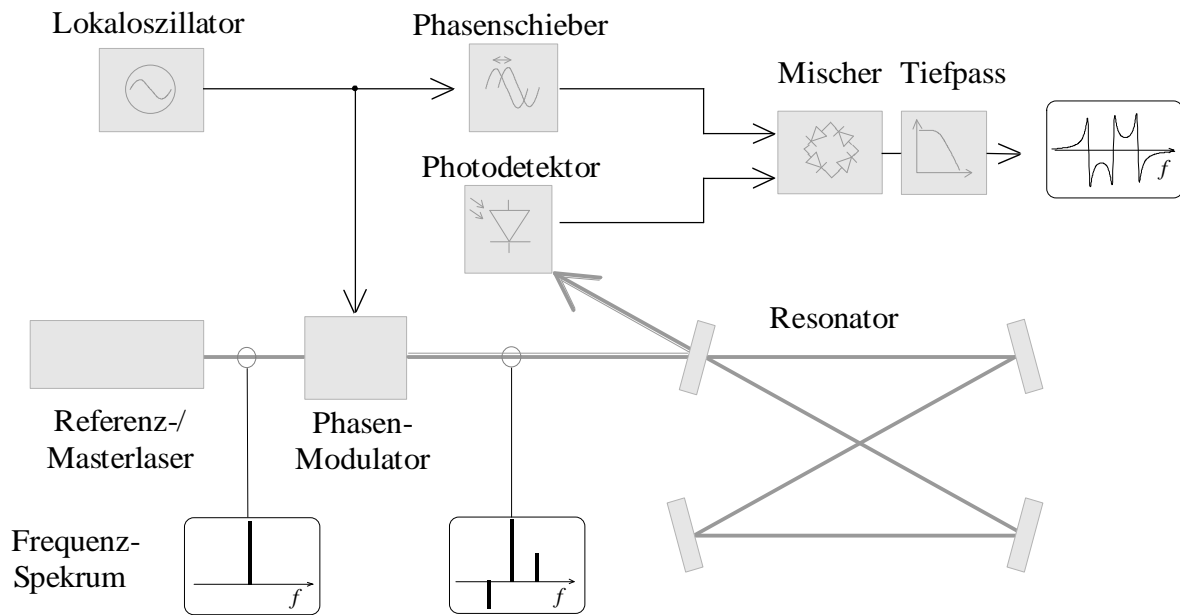 Lokaloszillator
Phasenschieber
Mischer
Tiefpass
f
Photodetektor
Resonator
Referenz-/
Masterlaser
Phasen-
Modulator
Frequenz-
Spekrum
f
f